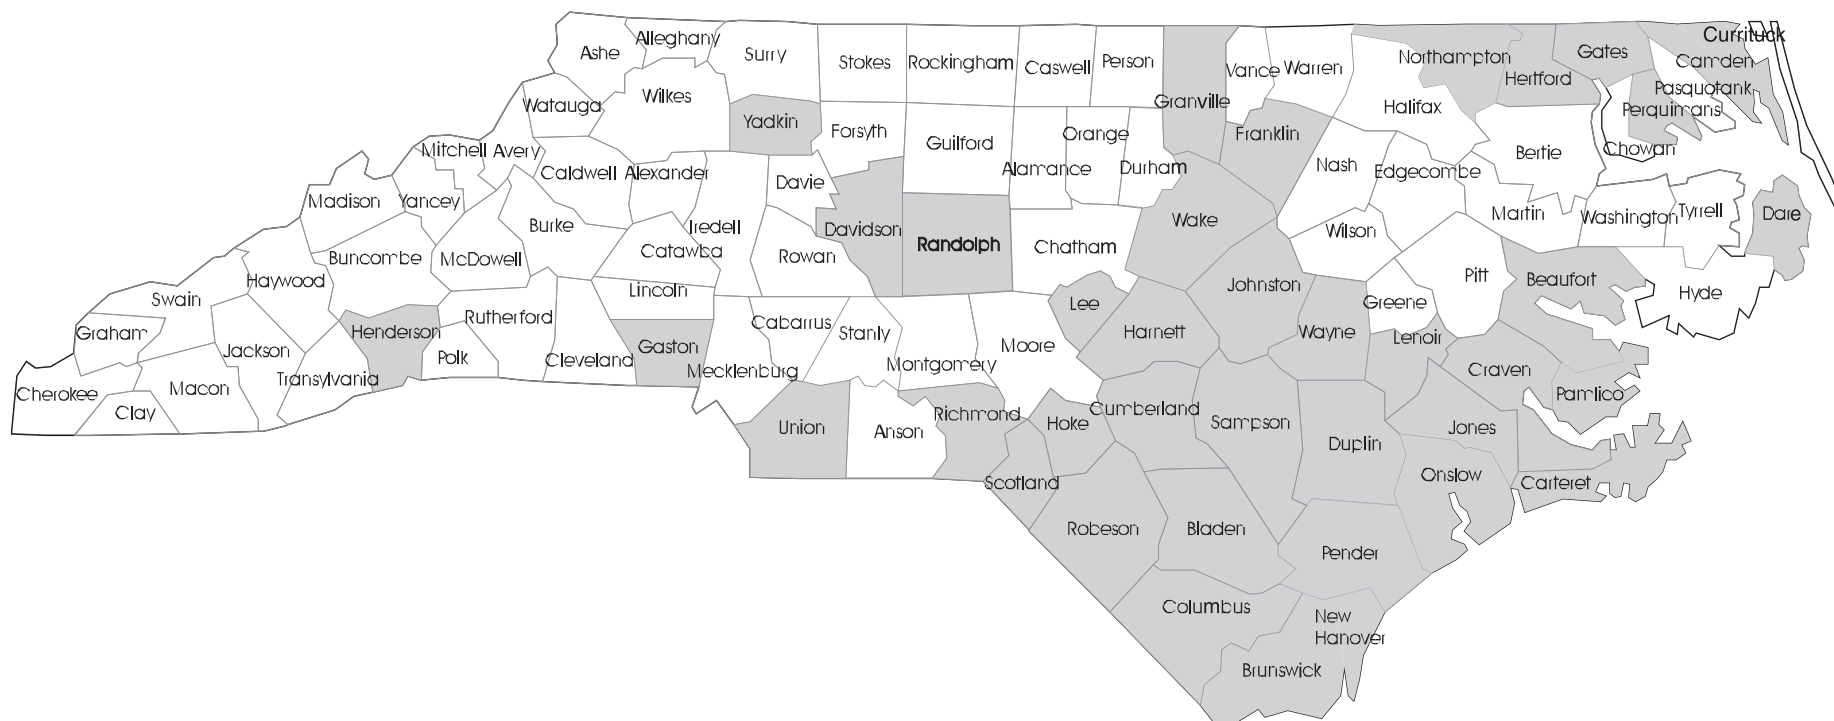 Ashe
Alleghany
Surry
Stokes
Rockingham
Caswell
Person
Granville
Vance
Warren
Northampton
Hertford
Gates
Currituck
Camden
Pasquotank
Perquimans
Chowan
Halifax
Watauga
Wilkes
Yadkin
Forsyth
Guilford
Alamance
Orange
Durham
Franklin
Nash
Edgecombe
Bertie
Mitchell
Avery
Caldwell
Alexander
Davie
Madison
Yancey
Burke
Iredell
Davidson
Randolph
Chatham
Wake
Wilson
Martin
Washington
Tyrrell
Dare
Buncombe
McDowell
Catawba
Rowan
Haywood
Swain
Lincoln
Lee
Johnston
Greene
Pitt
Beaufort
Hyde
Graham
Jackson
Henderson
Rutherford
Polk
Cleveland
Gaston
Mecklenburg
Cabarrus
Stanly
Montgomery
Moore
Harnett
Wayne
Lenoir
Craven
Pamlico
Cherokee
Clay
Macon
Transylvania
Union
Anson
Richmond
Hoke
Cumberland
Sampson
Duplin
Jones
Scotland
Onslow
Carteret
Robeson
Bladen
Pender
Columbus
New
Hanover
Brunswick